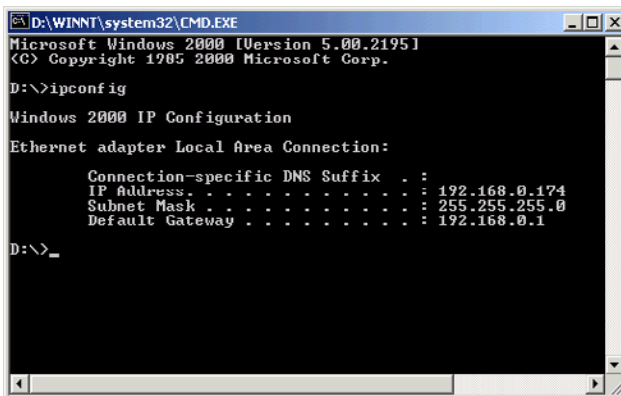 D:\WINNT\system32\CMD.EXE
Microsoft Windows 2000 [Version 5.00.2195]
(C) Copyright 1985 2000 Microsoft Corp.
D:\>ipconfig
Windows 2000 IP Configuration
Ethernet adapter Local Area Connection:
Connection-specific DNS Suffix . :
IP Address. . . . . . . . . . . . : 192.168.0.174
Subnet Mask . . . . . . . . . . . : 255.255.255.0
Default Gateway . . . . . . . . . : 192.168.0.1
D:\>_